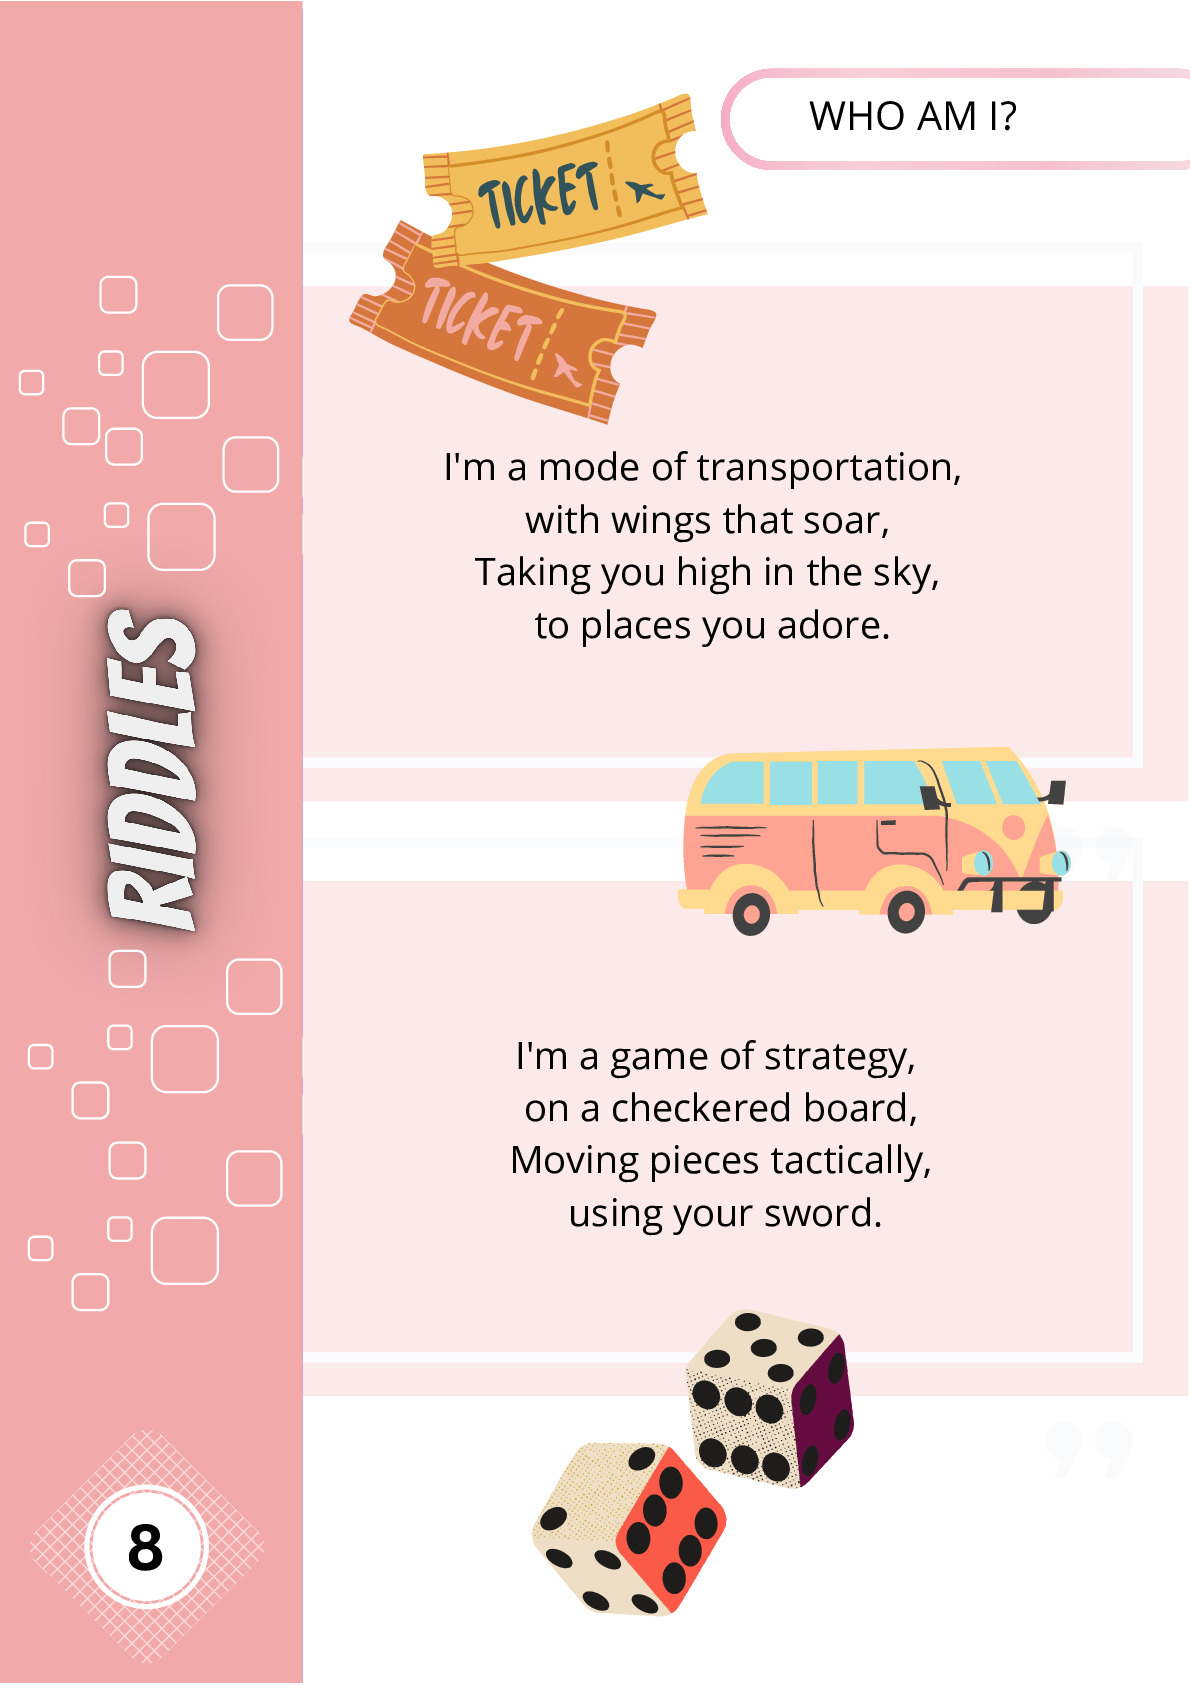 WHO AM I?
TICKET
TICKET
I'm a mode of transportation,
with wings that soar,
Taking you high in the sky,
to places you adore.
RIDDLES
I'm a game of strategy,
on a checkered board,
Moving pieces tactically,
using your sword.
8